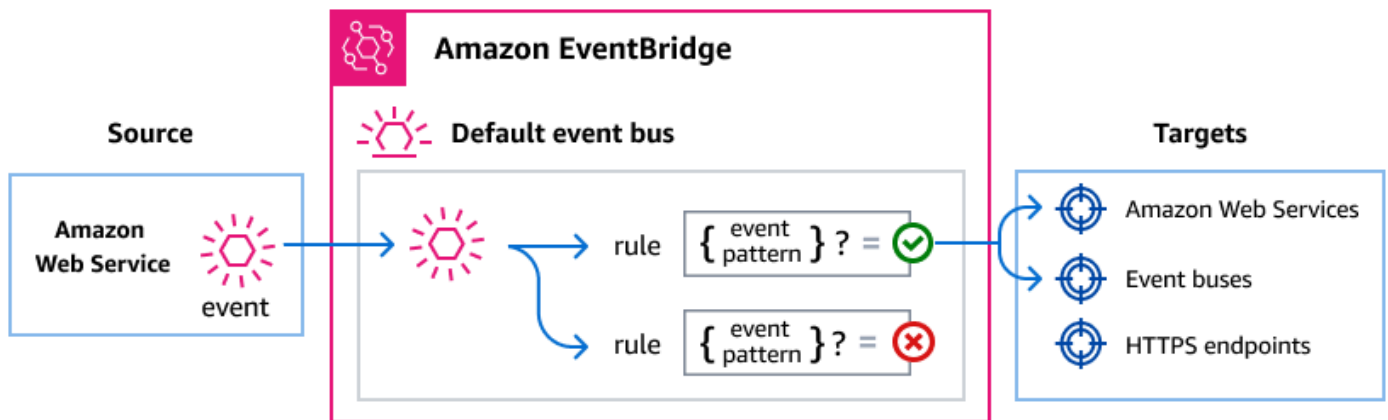 Amazon EventBridge
Source
Default event bus
Targets
Amazon
Web Service
event
rule
{ event
pattern } ? =
rule
{ event
pattern } ? =
Amazon Web Services
Event buses
HTTPS endpoints